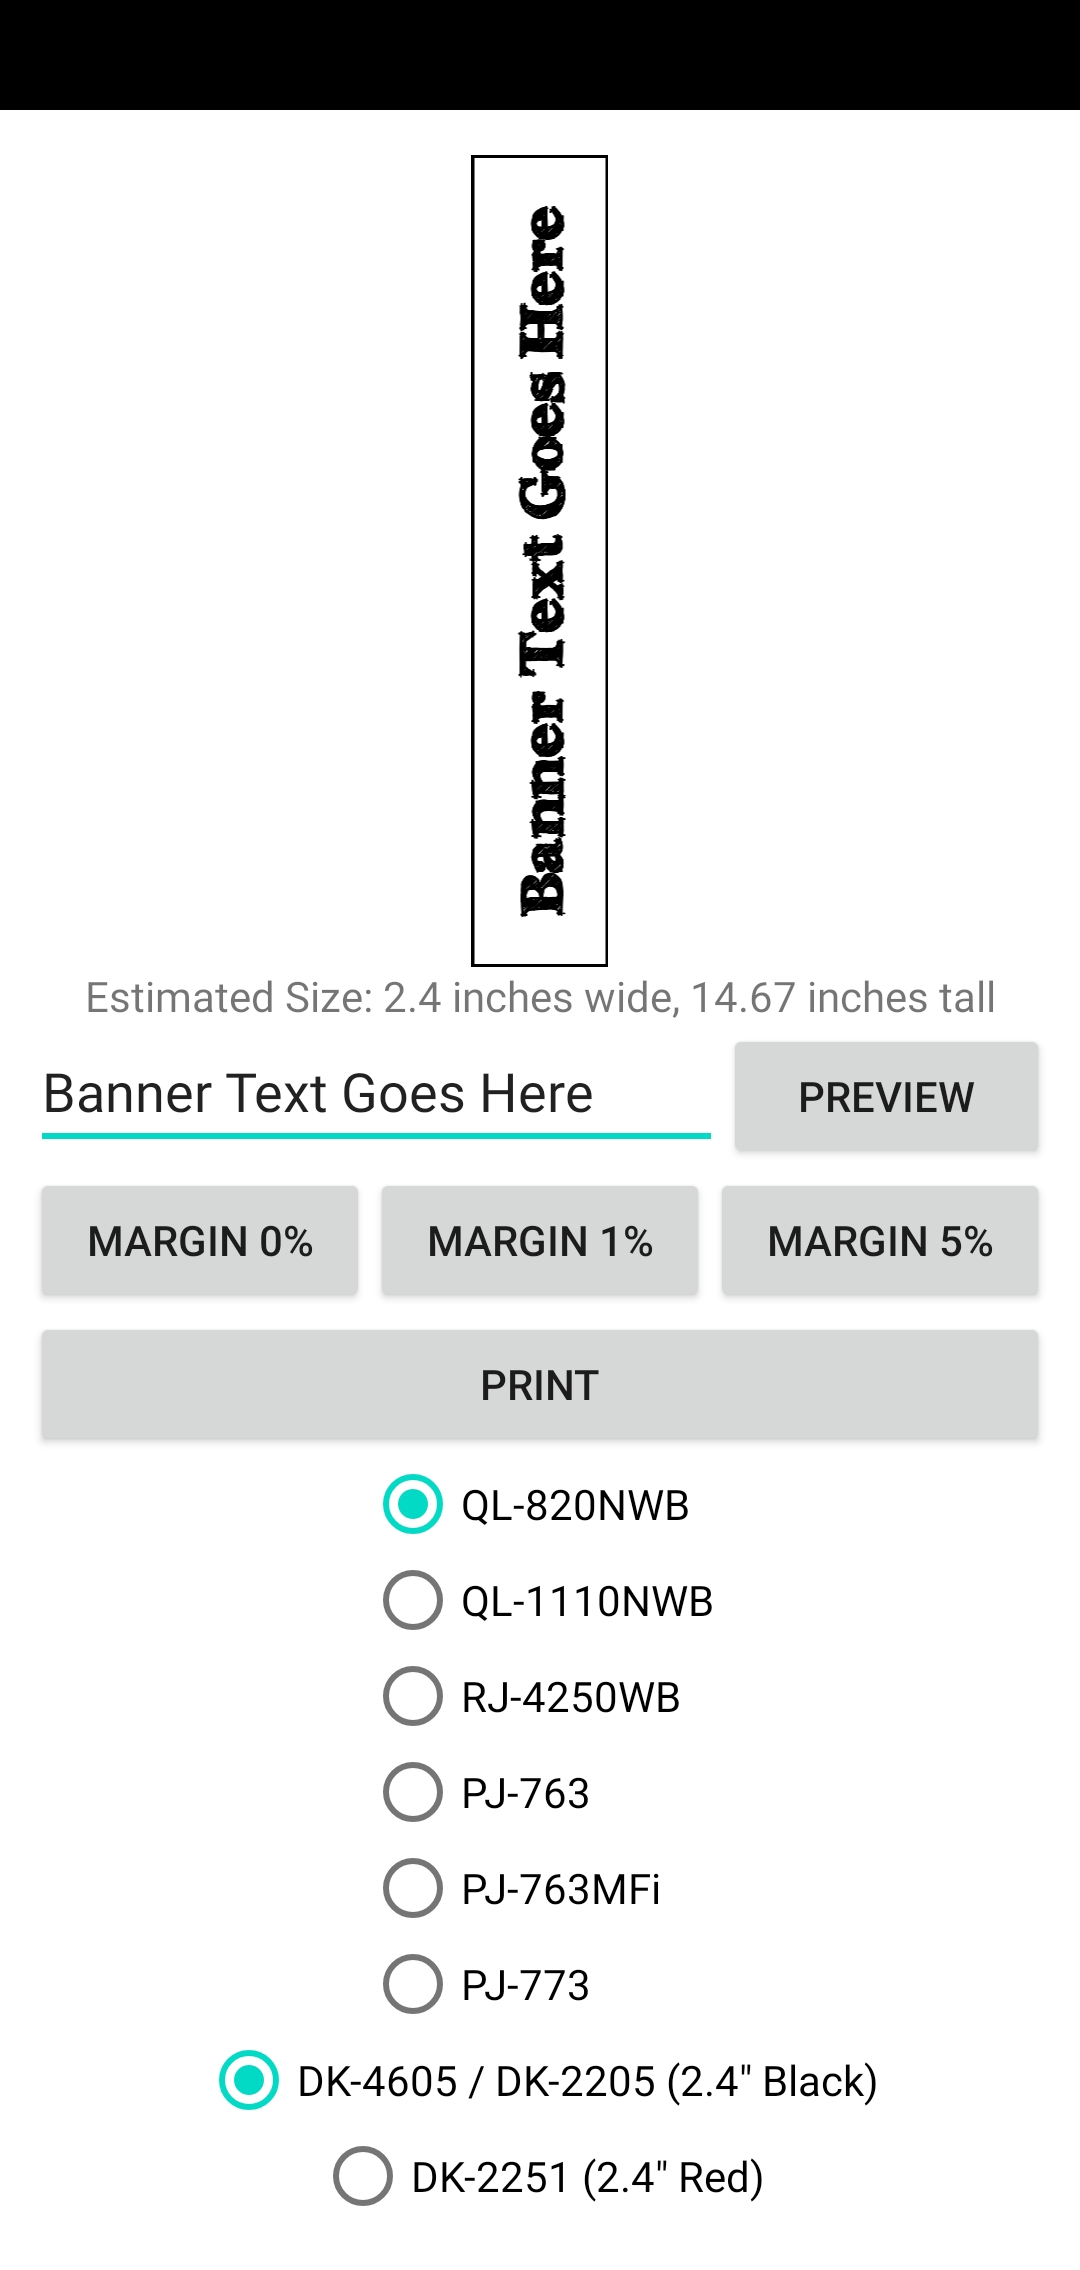 Banner Text Goes Here
Estimated Size: 2.4 inches wide, 14.67 inches tall
Banner Text Goes Here
PREVIEW
MARGIN 0%
MARGIN 1%
MARGIN 5%
PRINT
QL-820NWB
QL-1110NWB
RJ-4250WB
PJ-763
PJ-763MFi
PJ-773
DK-4605 / DK-2205 (2.4" Black)
DK-2251 (2.4" Red)